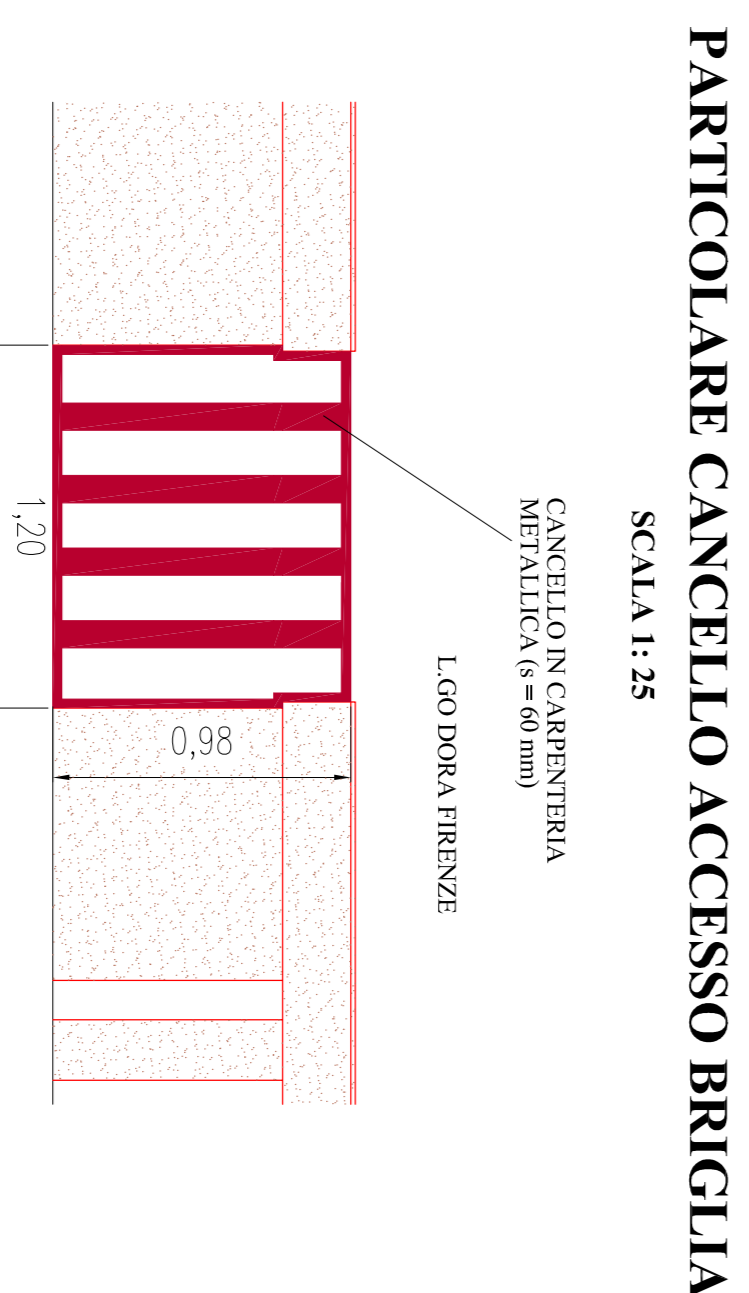 PARTICOLARE CANCELLO ACCESSO BRIGLIA
SCALA 1: 25
CANCELLO IN CARPENTERIA
METALLICA (s = 60 mm)
L.GO DORA FIRENZE
0,98
1,20